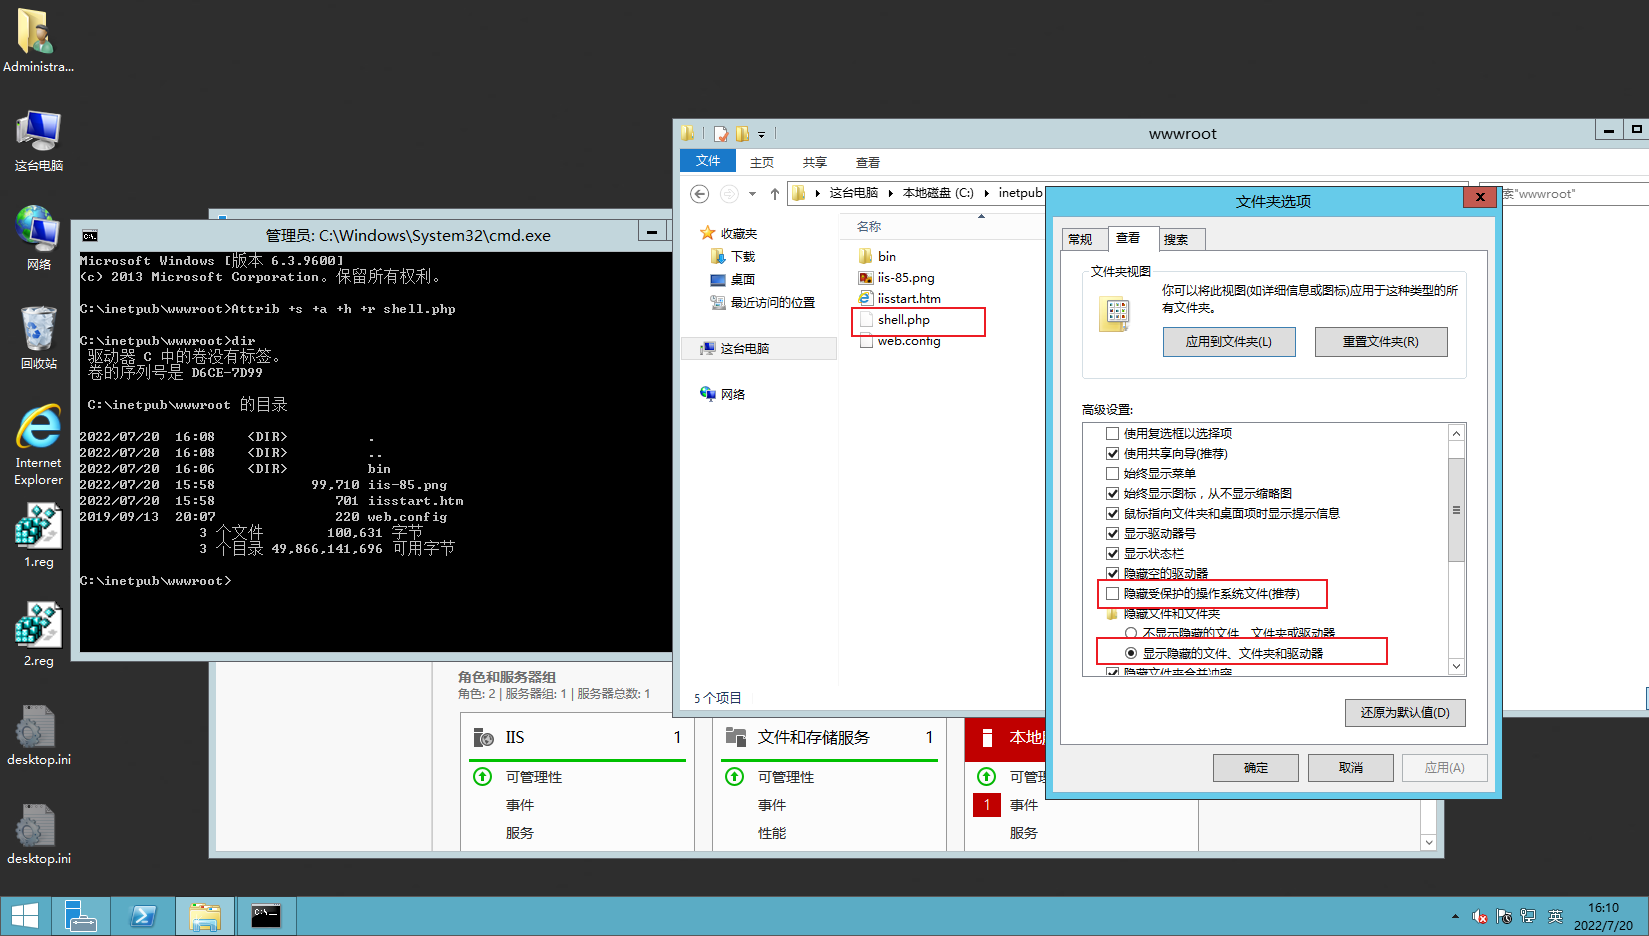 Administra...
这台电脑
网络
回收站
Internet
Explorer
1.reg
2.reg
desktop.ini
desktop.ini
管理员: C:\Windows\System32\cmd.exe
Microsoft Windows [版本 6.3.9600]
(c) 2013 Microsoft Corporation。保留所有权利。
C:\inetpub\wwwroot>Attrib +s +a +h +r shell.php
C:\inetpub\wwwroot>dir
驱动器 C 中的卷没有标签。
卷的序列号是 D6CE-7D99
C:\inetpub\wwwroot 的目录
2022/07/20  16:08    <DIR>          .
2022/07/20  16:08    <DIR>          ..
2022/07/20  16:06    <DIR>          bin
2022/07/20  15:58            99,710 iis-85.png
2022/07/20  15:58               701 iisstart.htm
2019/09/13  20:07               220 web.config
3 个文件        100,631 字节
3 个目录 49,866,141,696 可用字节
C:\inetpub\wwwroot>
wwwroot
文件 主页 共享 查看
这台电脑 本地磁盘 (C:) inetpub
索"wwwroot"
收藏夹
下载
桌面
最近访问的位置
这台电脑
网络
名称
bin
iis-85.png
iisstart.htm
shell.php
web.config
5 个项目
文件夹选项
x
常规 查看 搜索
文件夹视图
你可以将此视图(如详细信息或图标)应用于这种类型的所
有文件夹。
应用到文件夹(L) 重置文件夹(R)
高级设置:
使用复选框以选择项
使用共享向导(推荐)
始终显示菜单
始终显示图标，从不显示缩略图
鼠标指向文件夹和桌面项时显示提示信息
显示驱动器号
显示状态栏
隐藏空的驱动器
隐藏受保护的操作系统文件(推荐)
隐藏文件和文件夹
不显示隐藏的文件、文件夹或驱动器
显示隐藏的文件、文件夹和驱动器
隐藏文件夹合并冲突
还原为默认值(D)
确定 取消 应用(A)
角色和服务器组
角色: 2 | 服务器组: 1 | 服务器总数: 1
IIS 1
可管理性
事件
服务
文件和存储服务 1
可管理性
事件
性能
本地
可管理
1 事件
服务
英
16:10
2022/7/20